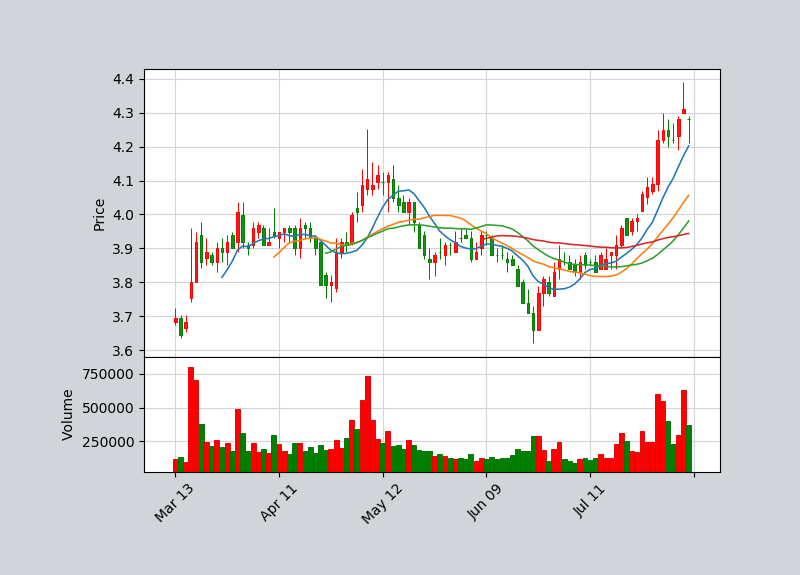 4.4
4.3
4.2
4.1
4.0
3.9
3.8
3.7
3.6
Price
750000
500000
250000
Volume
Mar 13
Apr 11
May 12
Jun 09
Jul 11